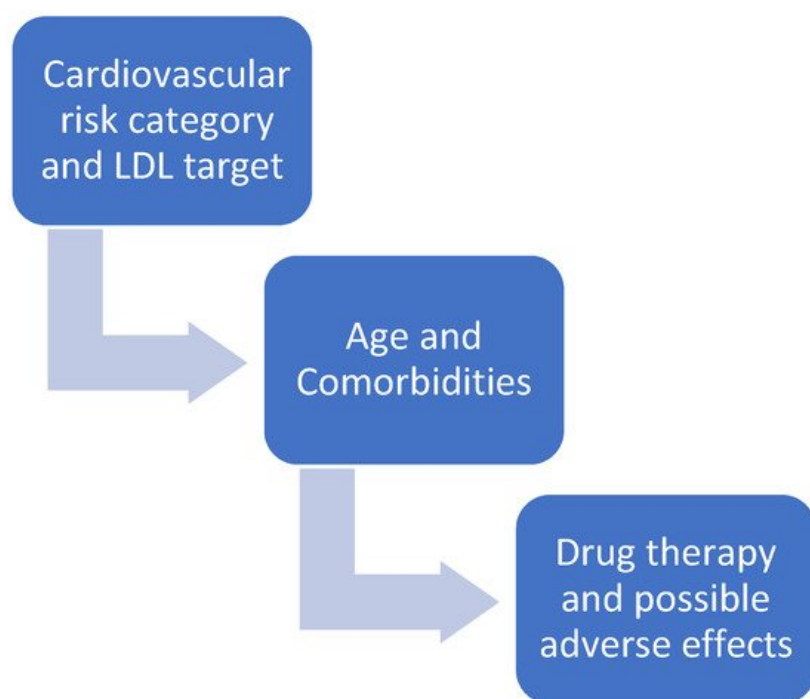 Cardiovascular
risk category
and LDL target
Age and
Comorbidities
Drug therapy
and possible
adverse effects